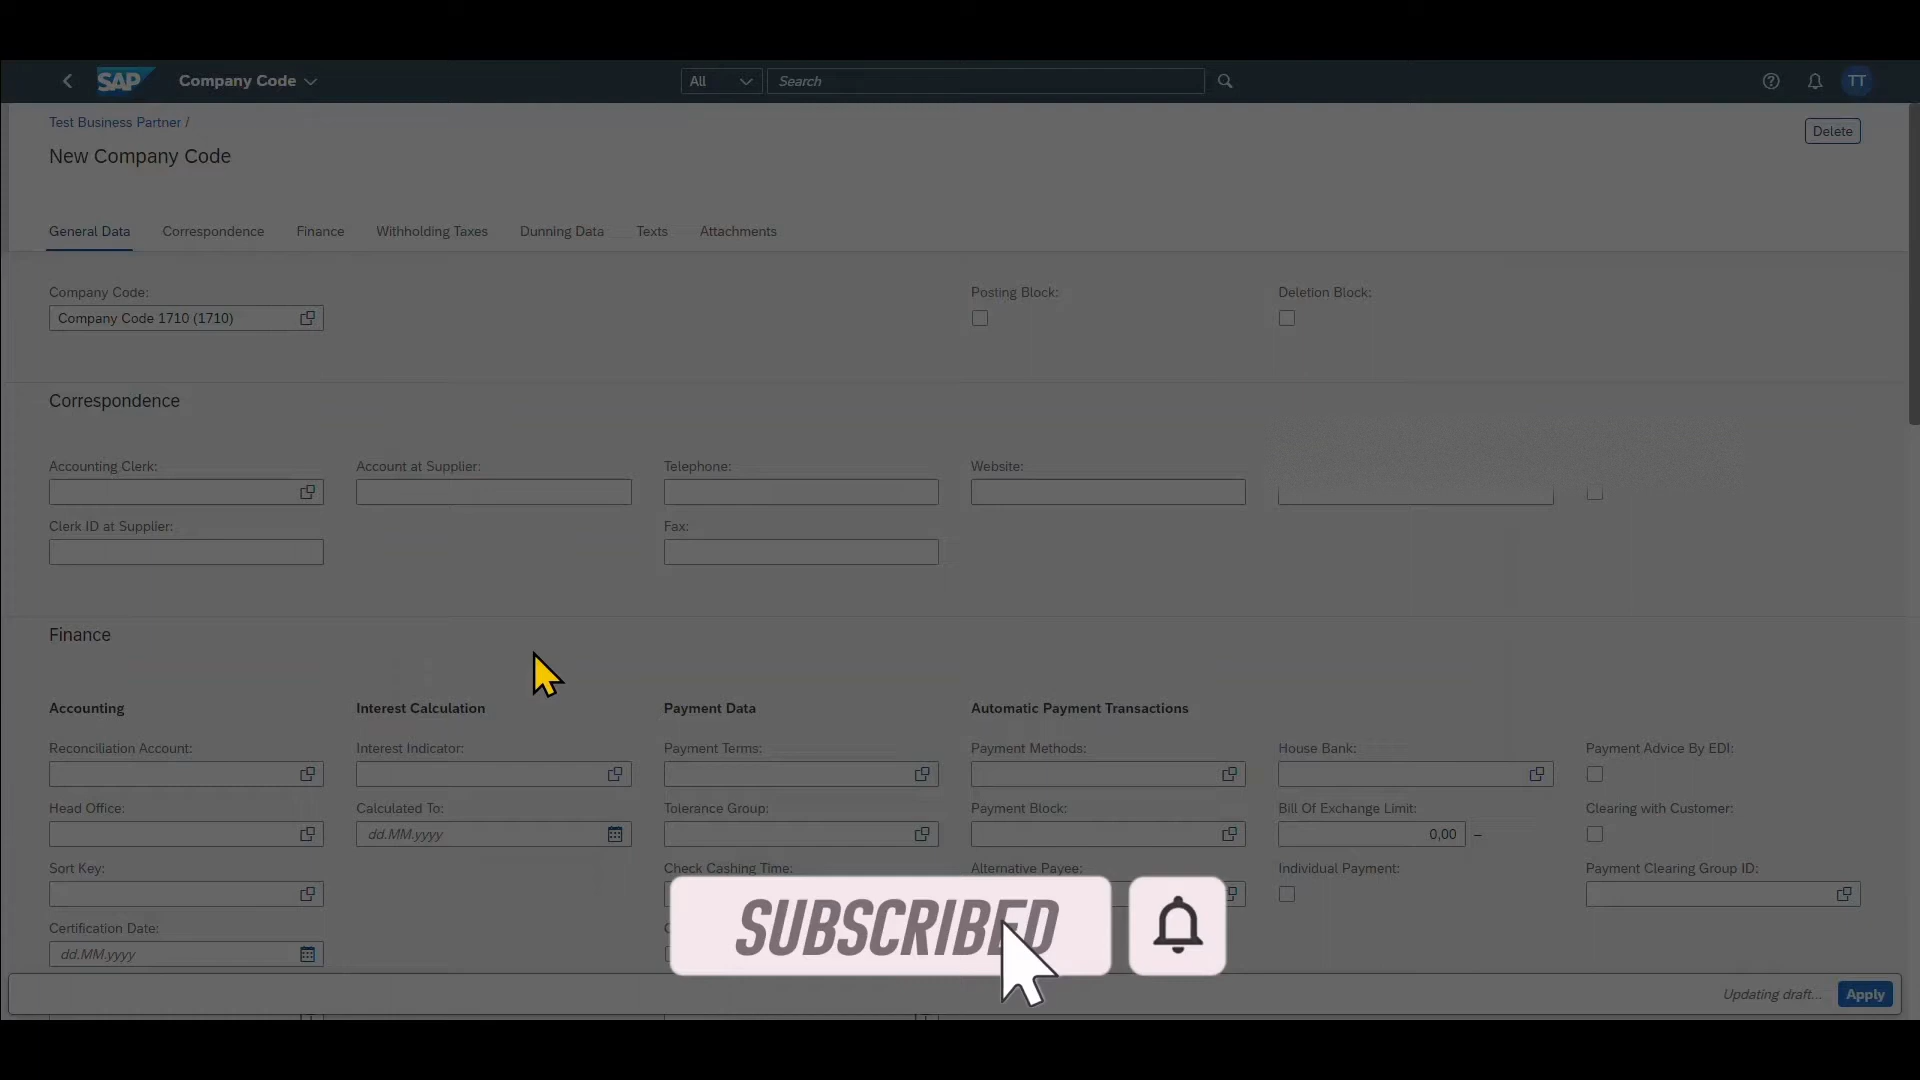 SAP Company Code All Search TT
Test Business Partner /
Delete
New Company Code
General Data Correspondence Finance Withholding Taxes Dunning Data Texts Attachments
Company Code: Posting Block: Deletion Block:
Company Code 1710 (1710)
Correspondence
Accounting Clerk: Account at Supplier: Telephone: Website:
Clerk ID at Supplier: Fax:
Finance
Accounting Interest Calculation Payment Data Automatic Payment Transactions
Reconciliation Account: Interest Indicator: Payment Terms: Payment Methods: House Bank: Payment Advice By EDI:
Head Office: Calculated To: Tolerance Group: Payment Block: Bill Of Exchange Limit: Clearing with Customer:
dd.MM.yyyy 0,00 –
Sort Key: Check Cashing Time: Alternative Payee: Individual Payment: Payment Clearing Group ID:
Certification Date:
SUBSCRIBED
dd.MM.yyyy
Updating draft... Apply